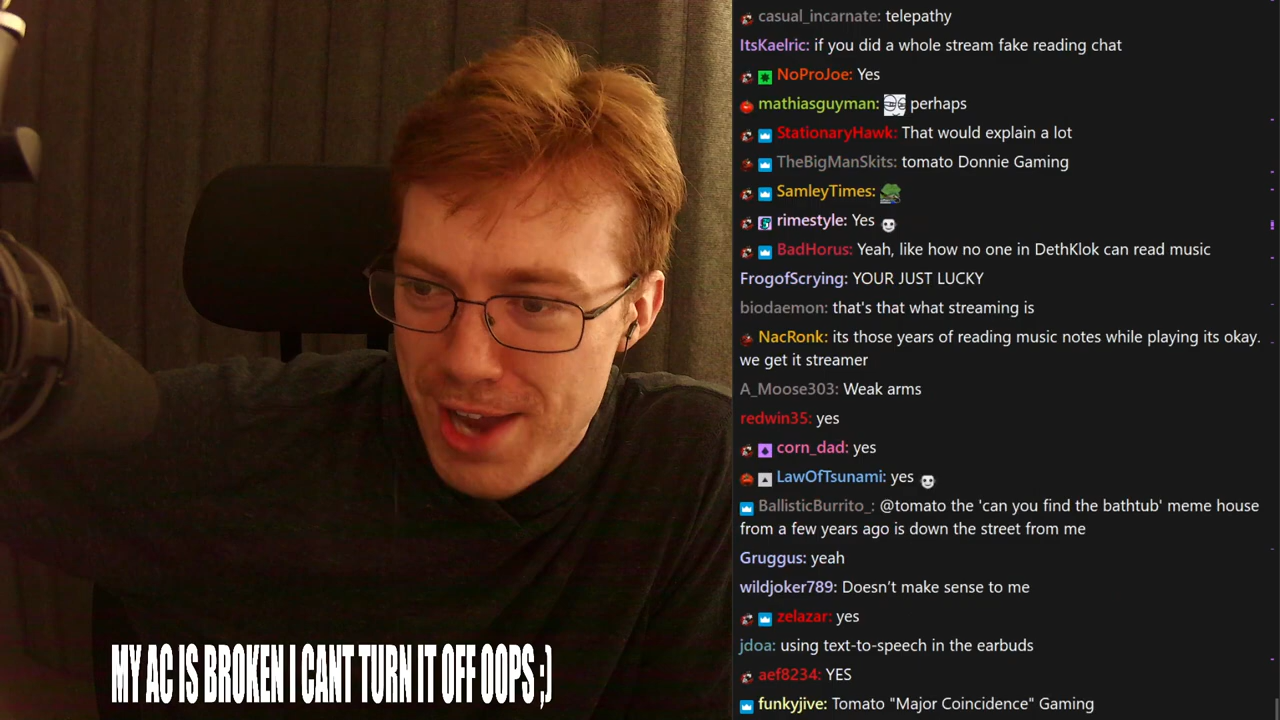 casual_incarnate: telepathy
ItsKaelric: if you did a whole stream fake reading chat
NoProJoe: Yes
mathiasguyman: perhaps
StationaryHawk: That would explain a lot
TheBigManSkits: tomato Donnie Gaming
SamleyTimes:
rimestyle: Yes
BadHorus: Yeah, like how no one in DethKlok can read music
FrogofScrying: YOUR JUST LUCKY
biodaemon: that's that what streaming is
NacRonk: its those years of reading music notes while playing its okay.
we get it streamer
A_Moose303: Weak arms
redwin35: yes
corn_dad: yes
LawOfTsunami: yes
BallisticBurrito_: @tomato the 'can you find the bathtub' meme house
from a few years ago is down the street from me
Gruggus: yeah
wildjoker789: Doesn’t make sense to me
zelazar: yes
jdoa: using text-to-speech in the earbuds
aef8234: YES
funkyjive: Tomato "Major Coincidence" Gaming
MY AC IS BROKEN I CANT TURN IT OFF OOPS ;)